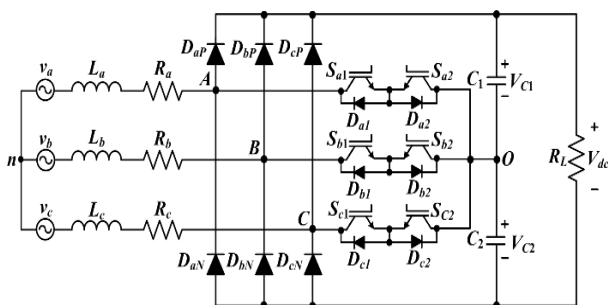 D_aP D_bP D_cP
v_a L_a R_a A S_a1 S_a2 C_1 + V_C1 −
D_a1 D_a2
n v_b L_b R_b B S_b1 S_b2 O R_L + V_dc −
D_b1 D_b2
v_c L_c R_c C S_c1 S_C2 C_2 + V_C2 −
D_aN D_bN D_cN D_c1 D_c2